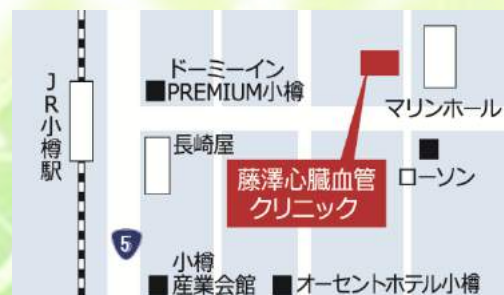 JR小樽駅
ドーミーイン
■PREMIUM小樽
マリンホール
長崎屋
藤澤心臓血管
クリニック
ローソン
5
小樽
■産業会館
■オーセントホテル小樽